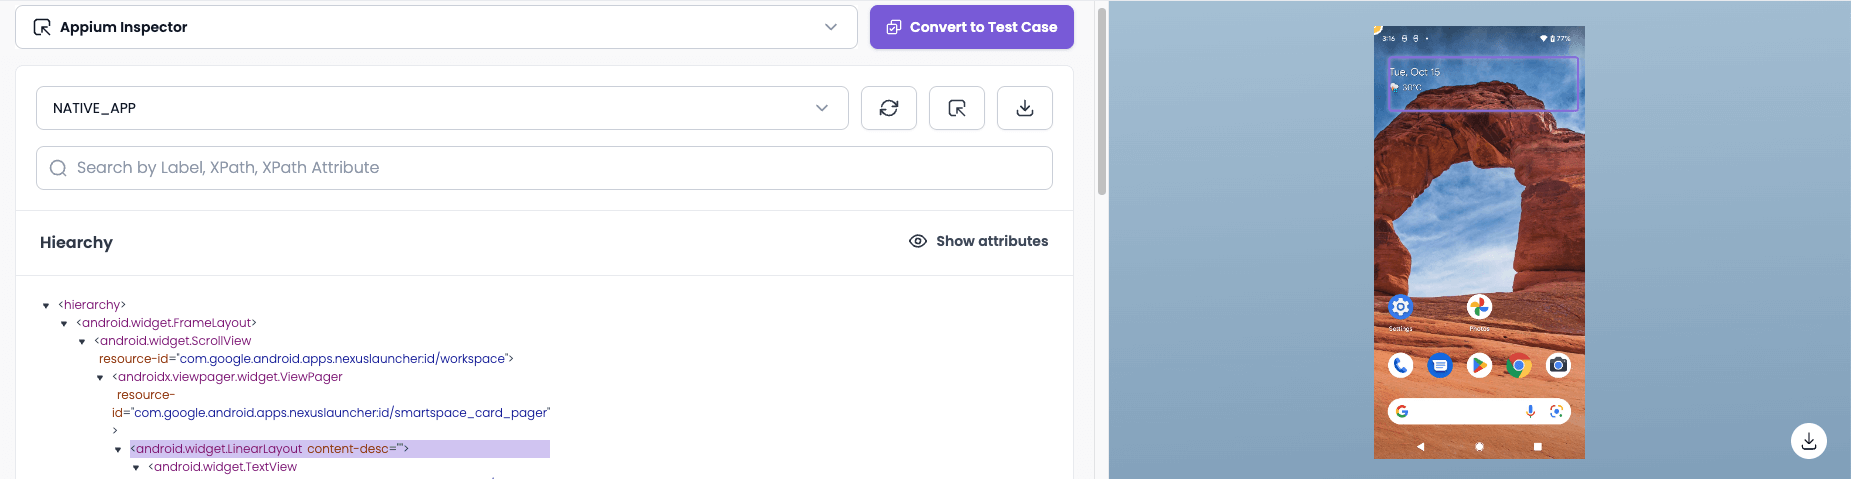 Appium Inspector
Convert to Test Case
NATIVE_APP
Search by Label, XPath, XPath Attribute
Hiearchy
Show attributes
<hierarchy>
<android.widget.FrameLayout>
<android.widget.ScrollView
resource-id="com.google.android.apps.nexuslauncher:id/workspace">
<androidx.viewpager.widget.ViewPager
resource-
id="com.google.android.apps.nexuslauncher:id/smartspace_card_pager"
>
<android.widget.LinearLayout content-desc="">
<android.widget.TextView
3:16
77%
Tue, Oct 15
30°C
Settings
Photos